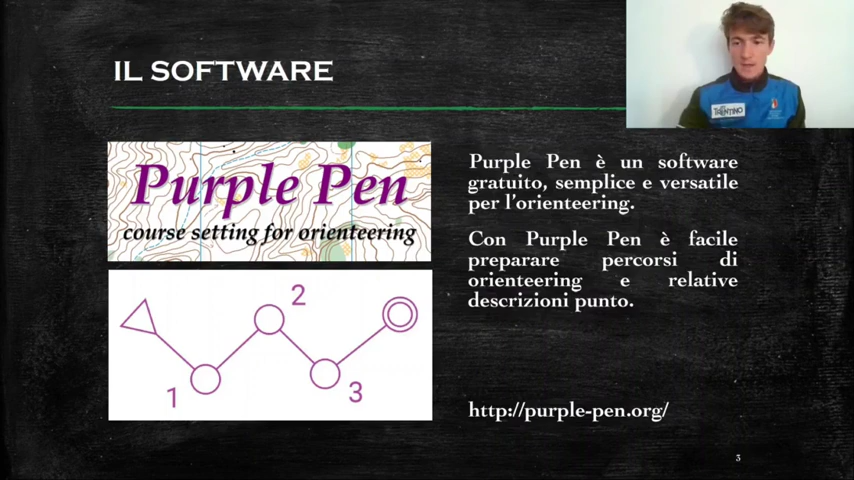 IL SOFTWARE
TRENTINO
Purple Pen
course setting for orienteering
1
2
3
Purple Pen è un software
gratuito, semplice e versatile
per l'orienteering.
Con Purple Pen è facile
preparare percorsi di
orienteering e relative
descrizioni punto.
http://purple-pen.org/
3